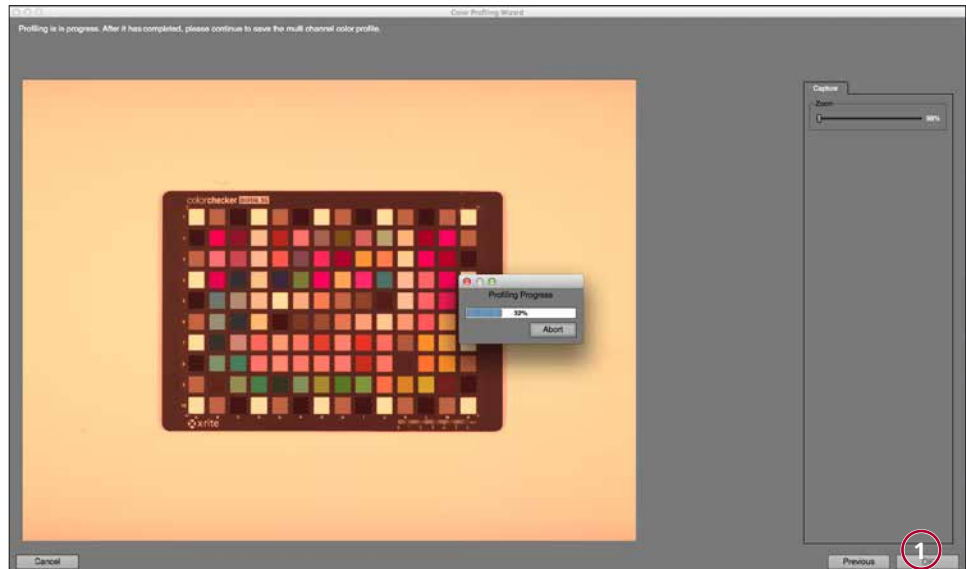 Color Profiling Wizard
Profiling is in progress. After it has completed, please continue to save the multi channel color profile.
Capture
Zoom
colorchecker
Profiling Progress
32%
Abort
x-rite
Cancel
Previous
1